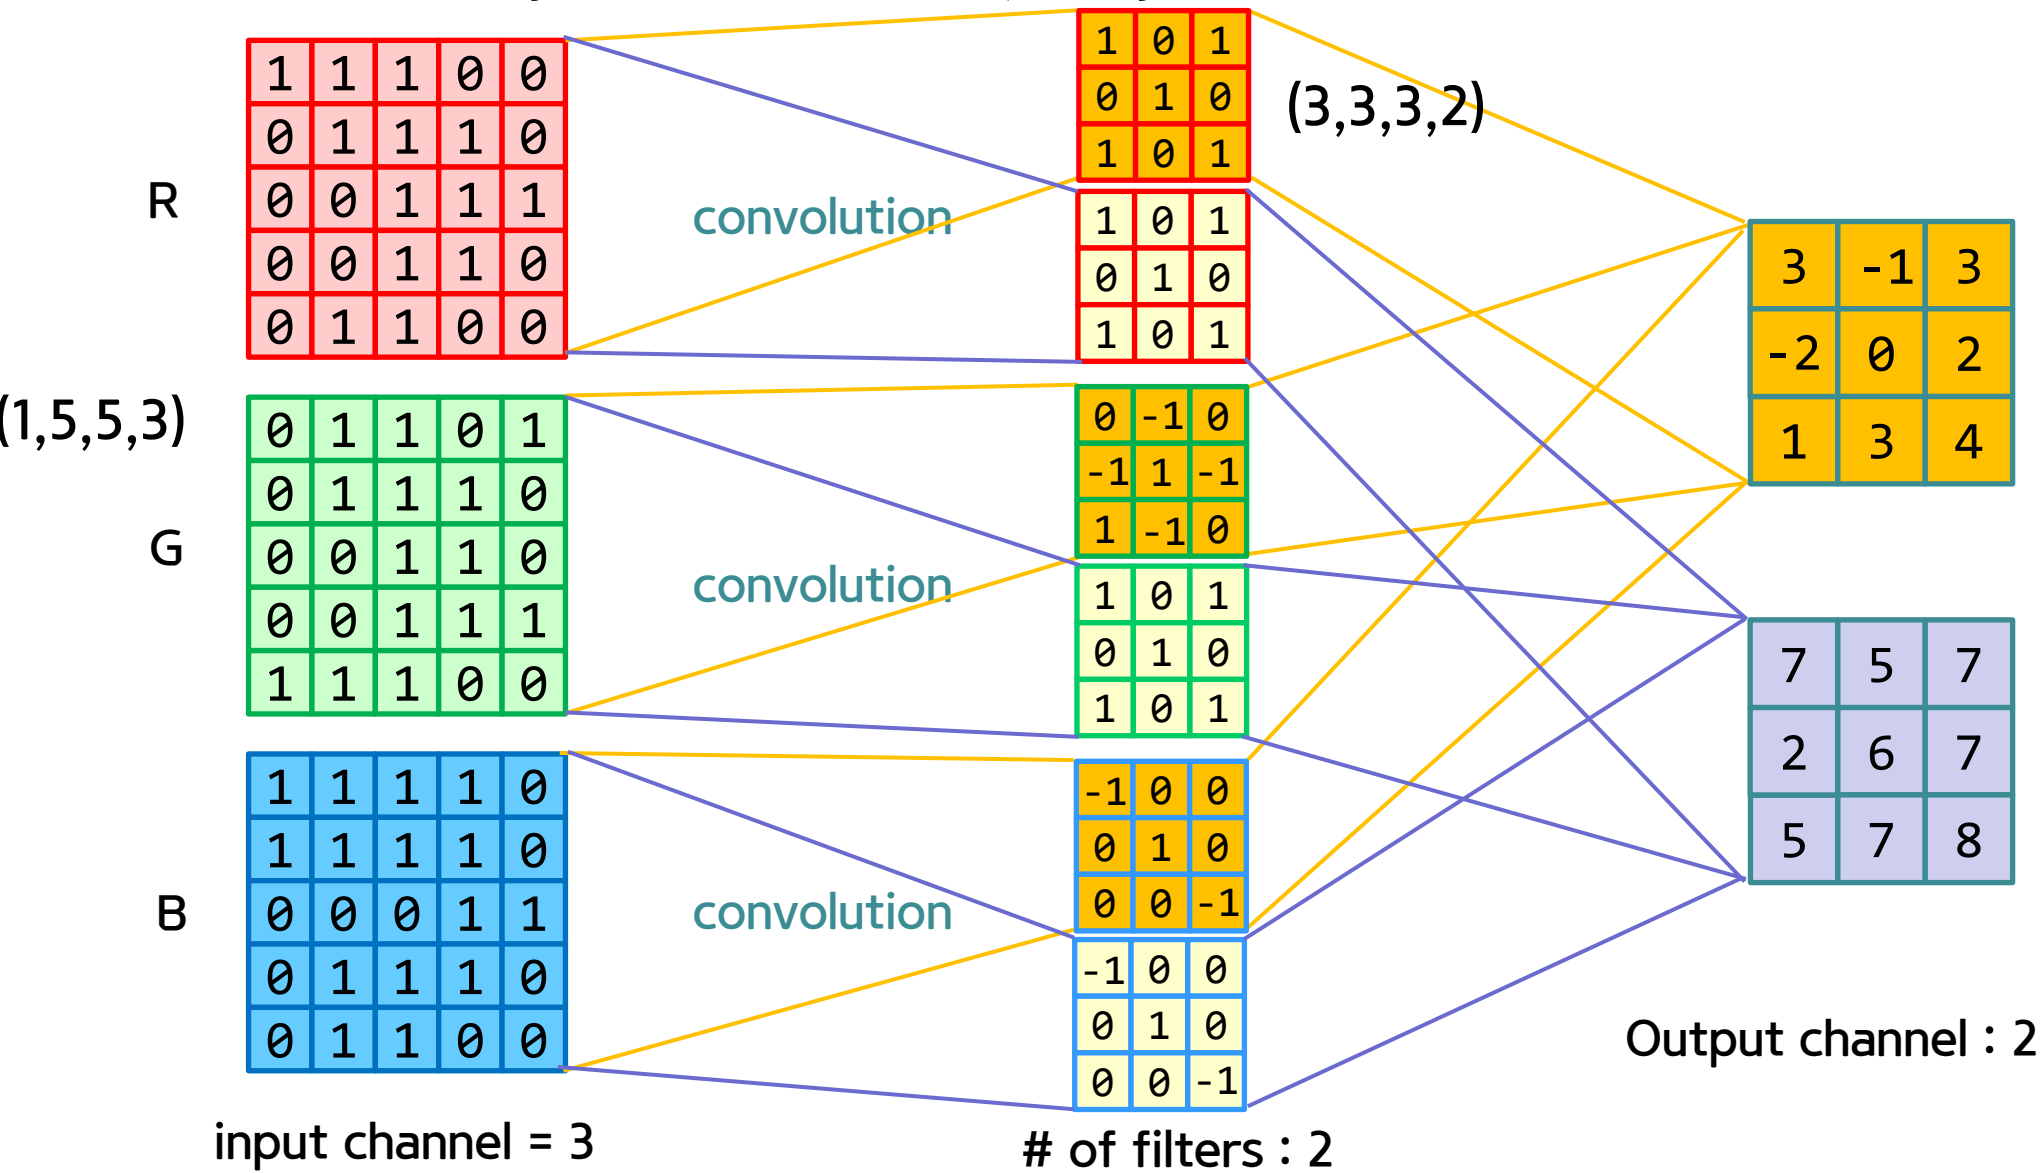 R
1 1 1 0 0
0 1 1 1 0
0 0 1 1 1
0 0 1 1 0
0 1 1 0 0
(1,5,5,3)
G
0 1 1 0 1
0 1 1 1 0
0 0 1 1 0
0 0 1 1 1
1 1 1 0 0
B
1 1 1 1 0
1 1 1 1 0
0 0 0 1 1
0 1 1 1 0
0 1 1 0 0
input channel = 3
convolution
convolution
convolution
1 0 1
0 1 0
1 0 1
1 0 1
0 1 0
1 0 1
0 -1 0
-1 1 -1
1 -1 0
1 0 1
0 1 0
1 0 1
-1 0 0
0 1 0
0 0 -1
-1 0 0
0 1 0
0 0 -1
# of filters : 2
(3,3,3,2)
3 -1 3
-2 0 2
1 3 4
7 5 7
2 6 7
5 7 8
Output channel : 2